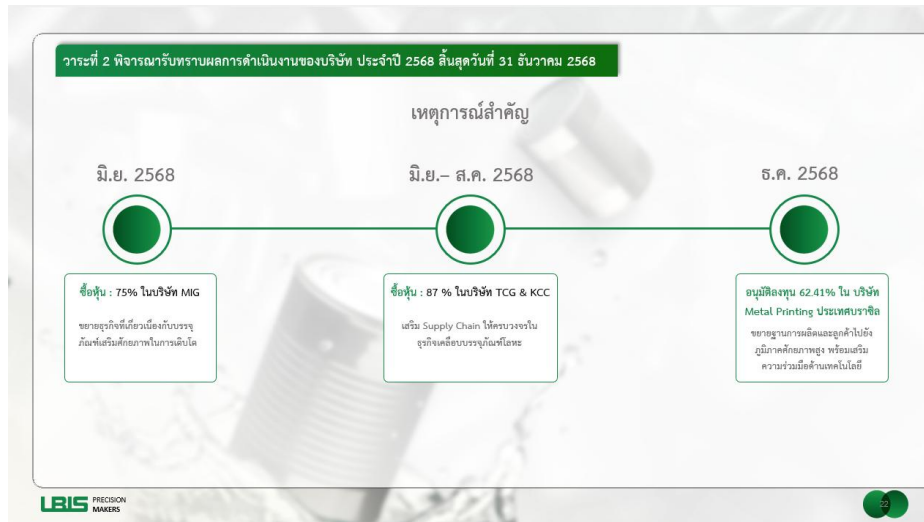 วาระที่ 2 พิจารณารับทราบผลการดำเนินงานของบริษัท ประจำปี 2568 สิ้นสุดวันที่ 31 ธันวาคม 2568
เหตุการณ์สำคัญ
มิ.ย. 2568
มิ.ย.– ส.ค. 2568
ธ.ค. 2568
ซื้อหุ้น : 75% ในบริษัท MIG
ขยายธุรกิจที่เกี่ยวเนื่องกับบรรจุ
ภัณฑ์เสริมศักยภาพในการเติบโต
ซื้อหุ้น : 87 % ในบริษัท TCG & KCC
เสริม Supply Chain ให้ครบวงจรใน
ธุรกิจเคลือบบรรจุภัณฑ์โลหะ
อนุมัติลงทุน 62.41% ใน บริษัท
Metal Printing ประเทศบราซิล
ขยายฐานการผลิตและลูกค้าไปยัง
ภูมิภาคศักยภาพสูง พร้อมเสริม
ความร่วมมือด้านเทคโนโลยี
LBIS PRECISION
MAKERS
22